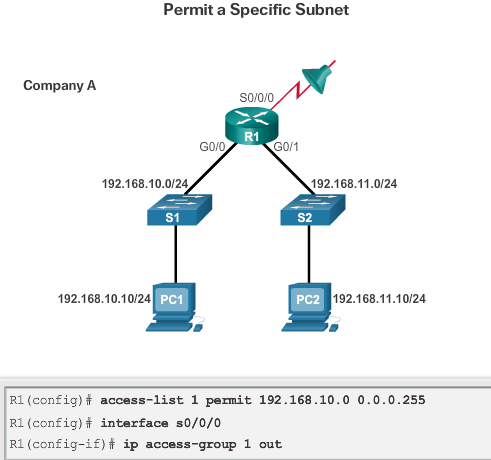 Permit a Specific Subnet
Company A
S0/0/0
R1
G0/0
G0/1
192.168.10.0/24
192.168.11.0/24
S1
S2
192.168.10.10/24
PC1
PC2
192.168.11.10/24
R1(config)# access-list 1 permit 192.168.10.0 0.0.0.255
R1(config)# interface s0/0/0
R1(config-if)# ip access-group 1 out